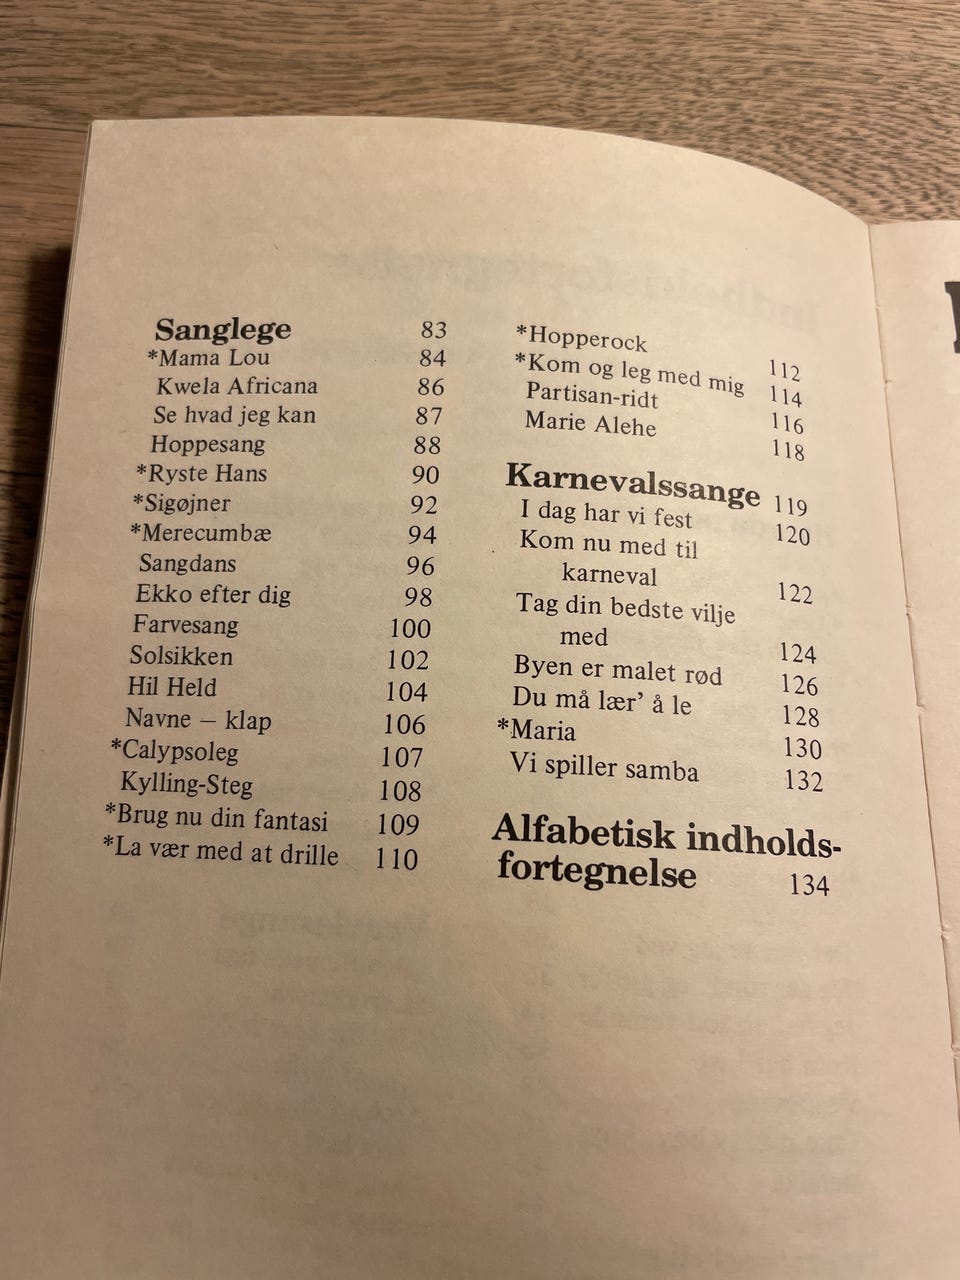 Sanglege 83
*Mama Lou 84
Kwela Africana 86
Se hvad jeg kan 87
Hoppesang 88
*Ryste Hans 90
*Sigøjner 92
*Merecumbæ 94
Sangdans 96
Ekko efter dig 98
Farvesang 100
Solsikken 102
Hil Held 104
Navne – klap 106
*Calypsoleg 107
Kylling-Steg 108
*Brug nu din fantasi 109
*La vær med at drille 110
*Hopperock 112
*Kom og leg med mig 114
Partisan-ridt 116
Marie Alehe 118
Karnevalssange 119
I dag har vi fest 120
Kom nu med til
karneval 122
Tag din bedste vilje
med 124
Byen er malet rød 126
Du må lær' å le 128
*Maria 130
Vi spiller samba 132
Alfabetisk indholds-
fortegnelse 134